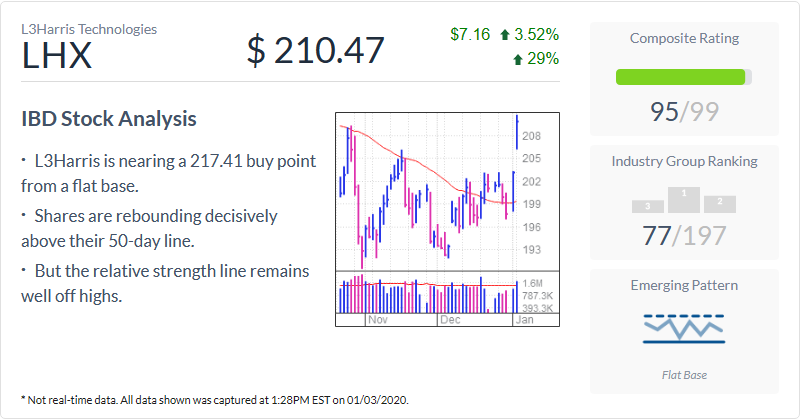 L3Harris Technologies
LHX
$ 210.47
$7.16 3.52%
29%
IBD Stock Analysis
· L3Harris is nearing a 217.41 buy point
from a flat base.
· Shares are rebounding decisively
above their 50-day line.
· But the relative strength line remains
well off highs.
208
205
202
199
196
193
1.6M
787.3K
393.3K
Nov Dec Jan
* Not real-time data. All data shown was captured at 1:28PM EST on 01/03/2020.
Composite Rating
95/99
Industry Group Ranking
3 1 2
77/197
Emerging Pattern
Flat Base